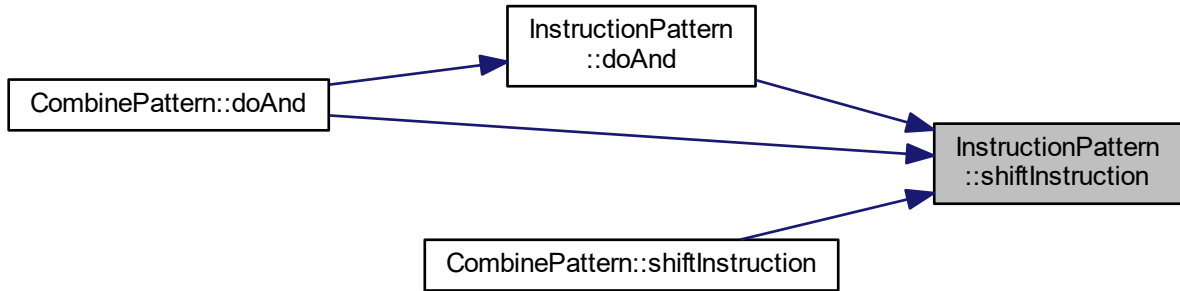 InstructionPattern
::doAnd
CombinePattern::doAnd
InstructionPattern
::shiftInstruction
CombinePattern::shiftInstruction